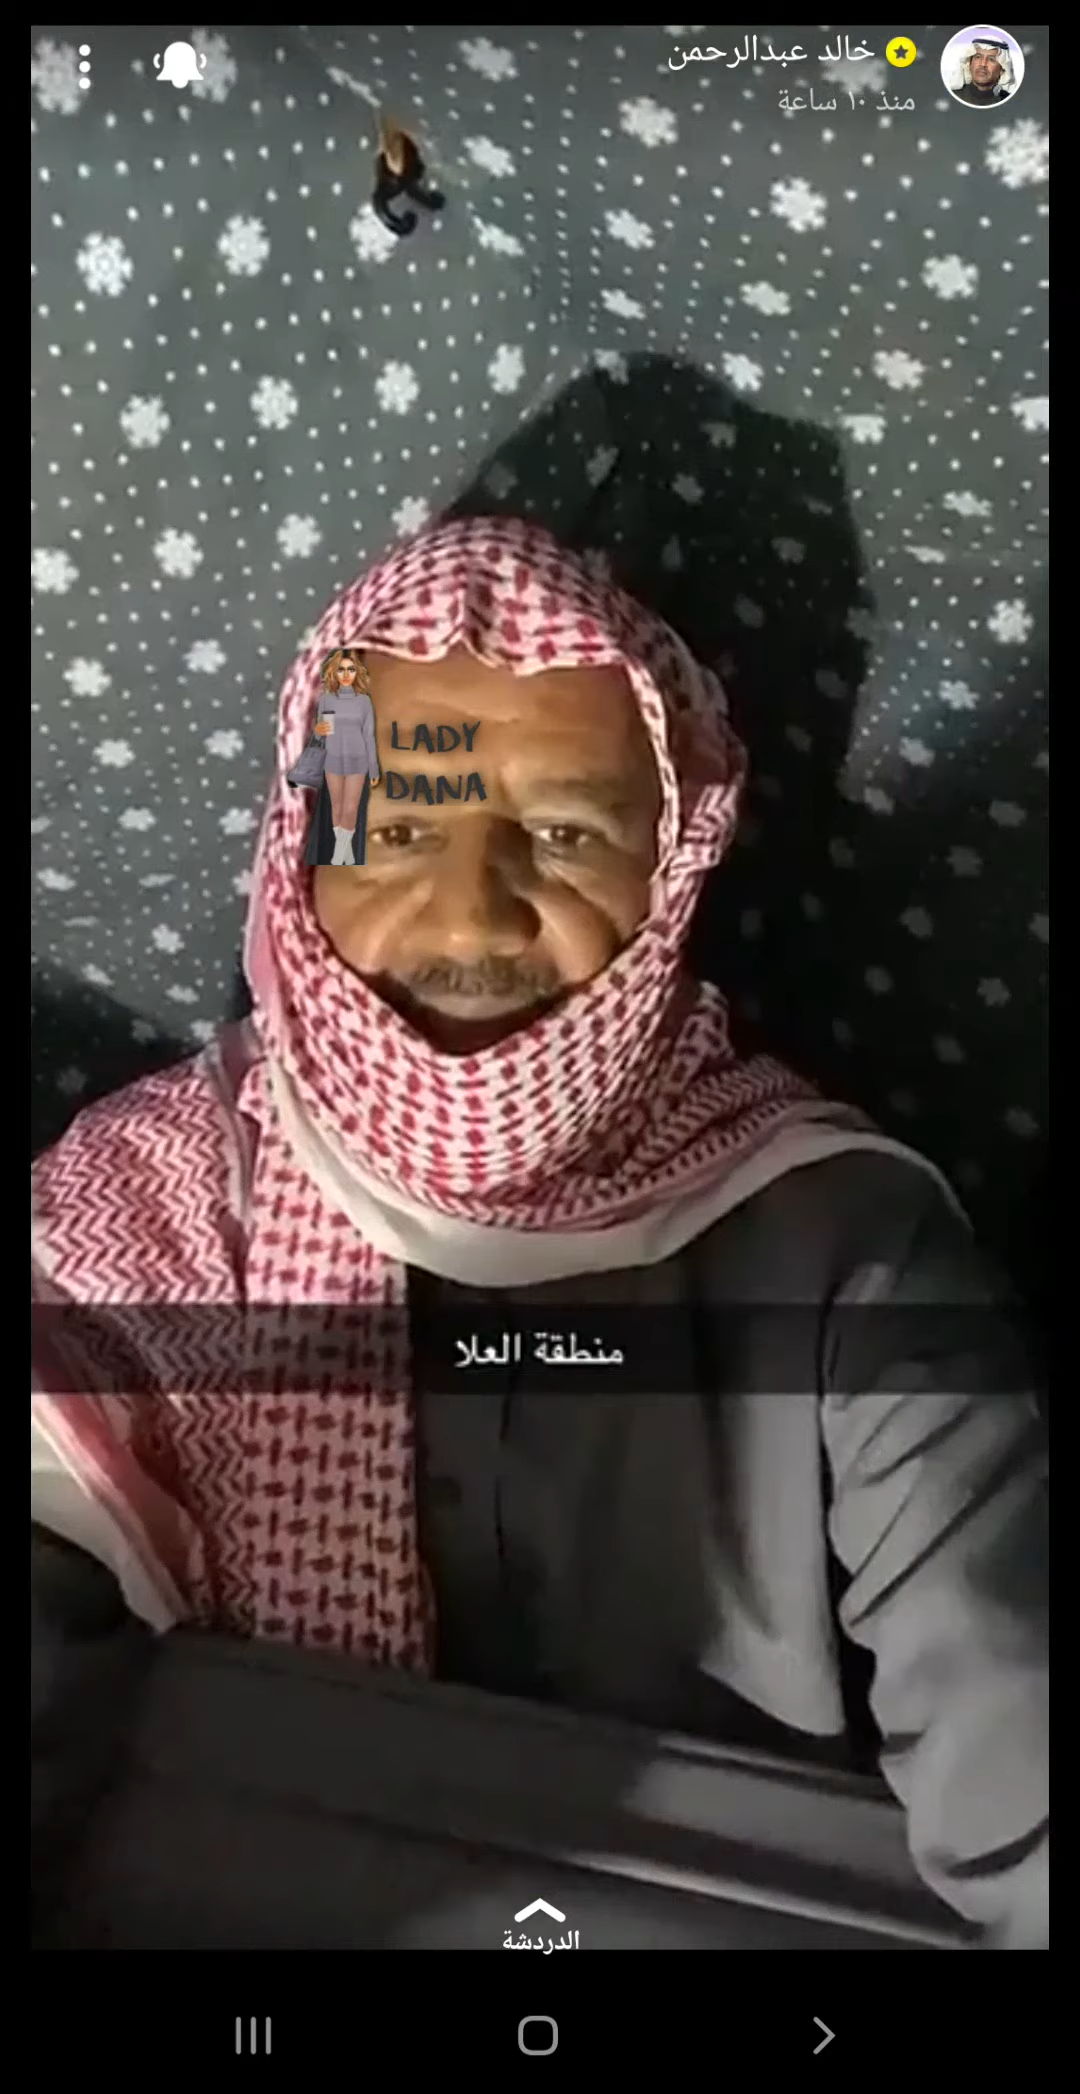 خالد عبدالرحمن
منذ ١٠ ساعة
LADY
DANA
منطقة العلا
الدردشة